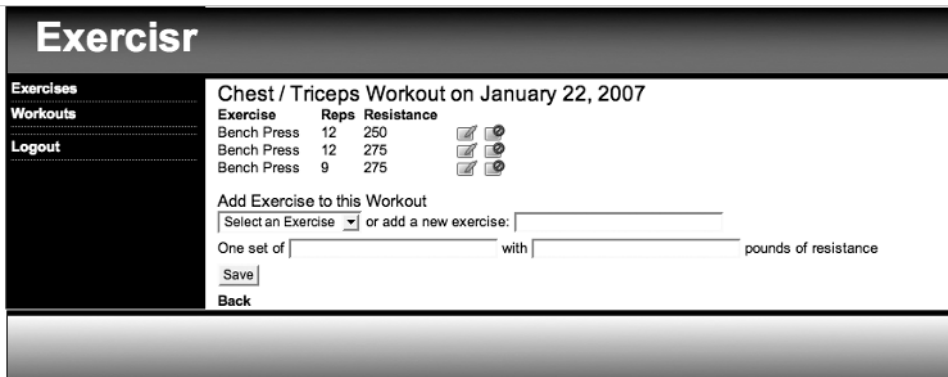 Exercisr
Exercises
Workouts
Logout
Chest / Triceps Workout on January 22, 2007
Exercise Reps Resistance
Bench Press 12 250
Bench Press 12 275
Bench Press 9 275
Add Exercise to this Workout
Select an Exercise or add a new exercise:
One set of with pounds of resistance
Save
Back